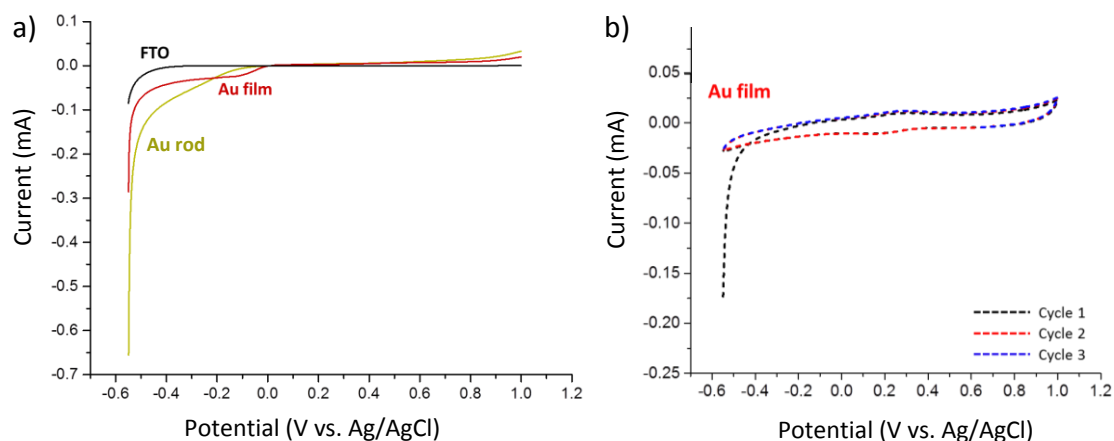 a)
0.1
0.0
-0.1
-0.2
-0.3
-0.4
-0.5
-0.6
-0.7
Current (mA)
FTO
Au film
Au rod
-0.6 -0.4 -0.2 0.0 0.2 0.4 0.6 0.8 1.0 1.2
Potential (V vs. Ag/AgCl)
b)
0.05
0.00
-0.05
-0.10
-0.15
-0.20
-0.25
Current (mA)
Au film
Cycle 1
Cycle 2
Cycle 3
-0.6 -0.4 -0.2 0.0 0.2 0.4 0.6 0.8 1.0 1.2
Potential (V vs. Ag/AgCl)